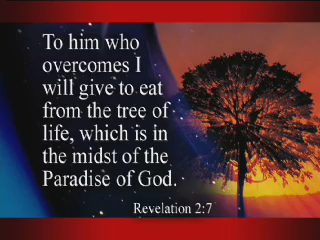 To him who
overcomes I
will give to eat
from the tree of
life, which is in
the midst of the
Paradise of God.
Revelation 2:7